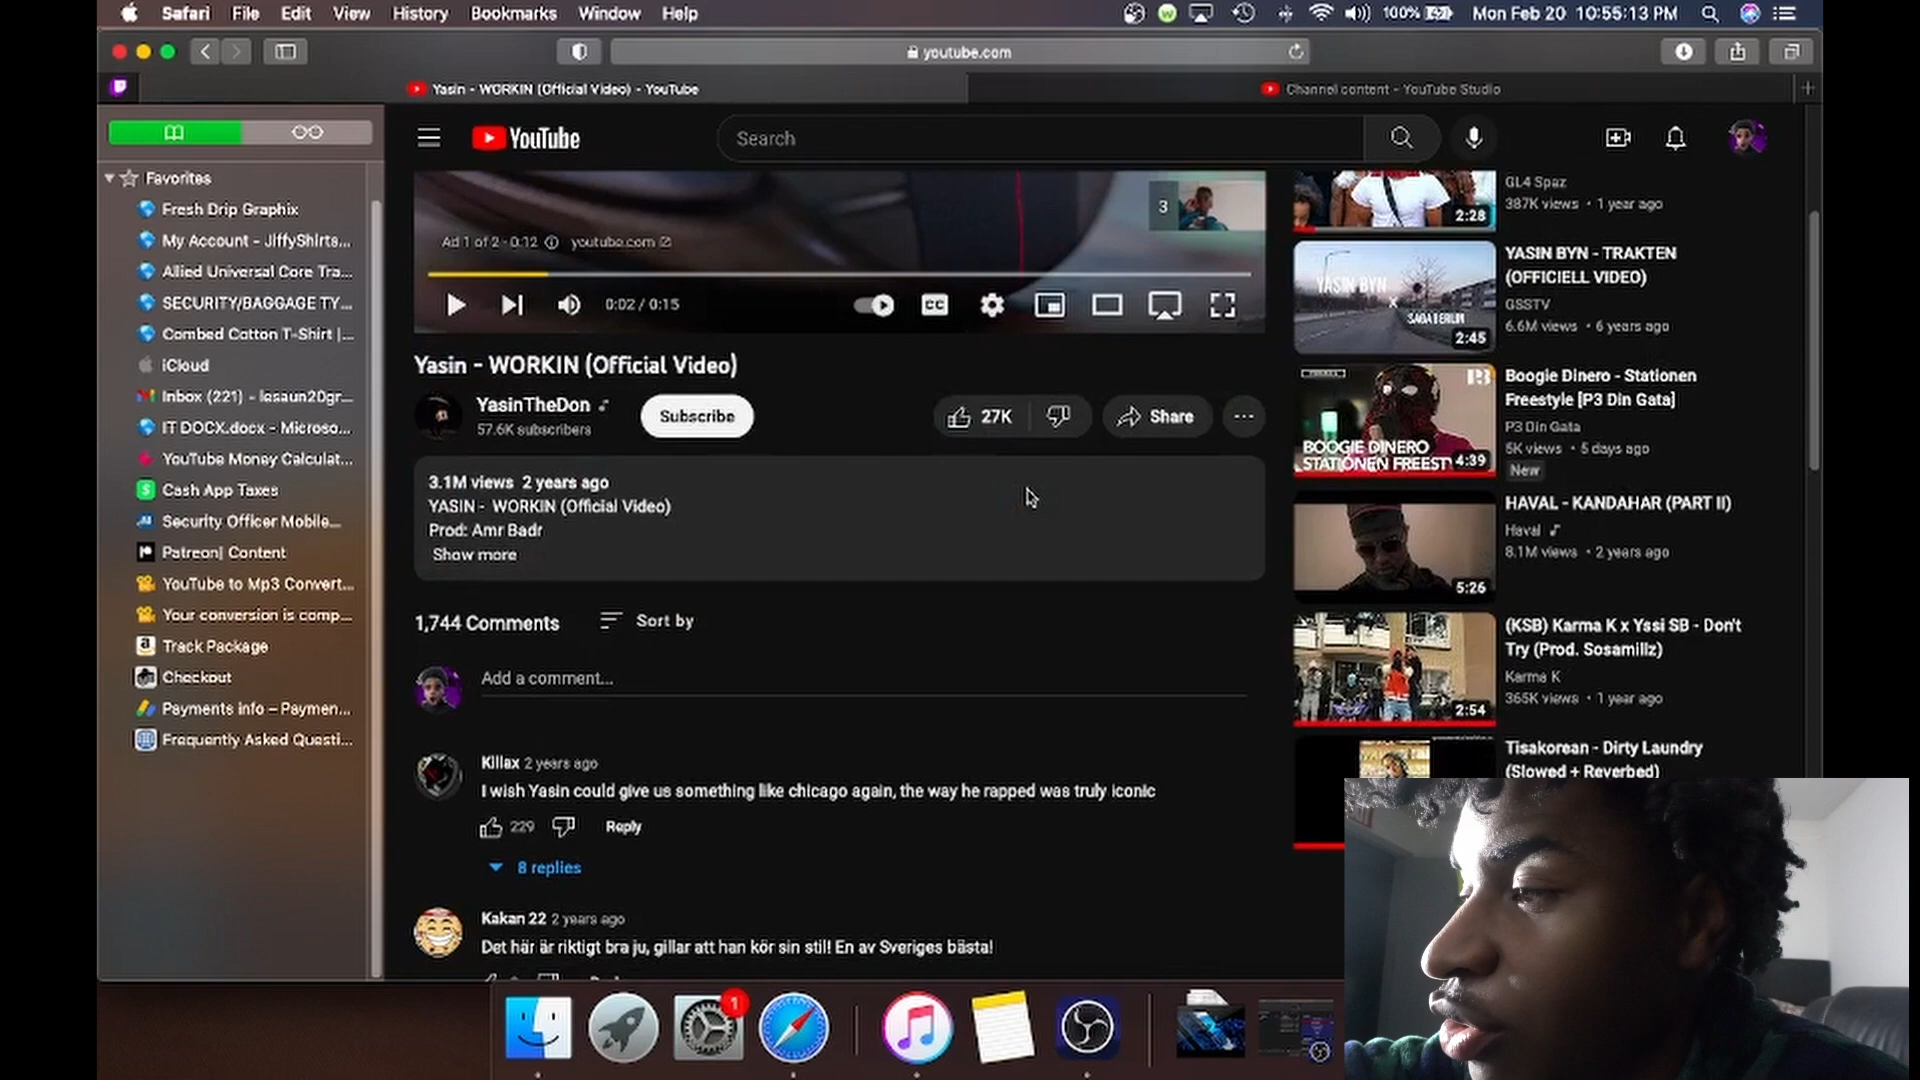 Safari File Edit View History Bookmarks Window Help
100% Mon Feb 20 10:55:13 PM
youtube.com
Yasin - WORKIN (Official Video) - YouTube
Channel content - YouTube Studio
Favorites
Fresh Drip Graphix
My Account - JiffyShirts...
Allied Universal Core Tra...
SECURITY/BAGGAGE TY...
Combed Cotton T-Shirt |...
iCloud
Inbox (221) - lesaun20gr...
IT DOCX.docx - Microso...
YouTube Money Calculat...
Cash App Taxes
Security Officer Mobile...
Patreon| Content
YouTube to Mp3 Convert...
Your conversion is comp...
Track Package
Checkout
Payments info – Paymen...
Frequently Asked Questi...
YouTube
Search
3
Ad 1 of 2 · 0:12 youtube.com
0:02 / 0:15
CC
Yasin - WORKIN (Official Video)
YasinTheDon
57.6K subscribers
Subscribe
27K
Share
3.1M views 2 years ago
YASIN - WORKIN (Official Video)
Prod: Amr Badr
Show more
1,744 Comments
Sort by
Add a comment...
Killax 2 years ago
I wish Yasin could give us something like chicago again, the way he rapped was truly iconic
229
Reply
8 replies
Kakan 22 2 years ago
Det här är riktigt bra ju, gillar att han kör sin stil! En av Sveriges bästa!
2:28
GL4 Spaz
387K views • 1 year ago
YASIN BYN
X
SAGA BERLIN
2:45
YASIN BYN - TRAKTEN
(OFFICIELL VIDEO)
GSSTV
6.6M views • 6 years ago
P3
BOOGIE DINERO
STATIONEN FREEST
4:39
Boogie Dinero - Stationen
Freestyle [P3 Din Gata]
P3 Din Gata
5K views • 5 days ago
New
5:26
HAVAL - KANDAHAR (PART II)
Haval
8.1M views • 2 years ago
2:54
(KSB) Karma K x Yssi SB - Don't
Try (Prod. Sosamillz)
Karma K
365K views • 1 year ago
Tisakorean - Dirty Laundry
(Slowed + Reverbed)
1